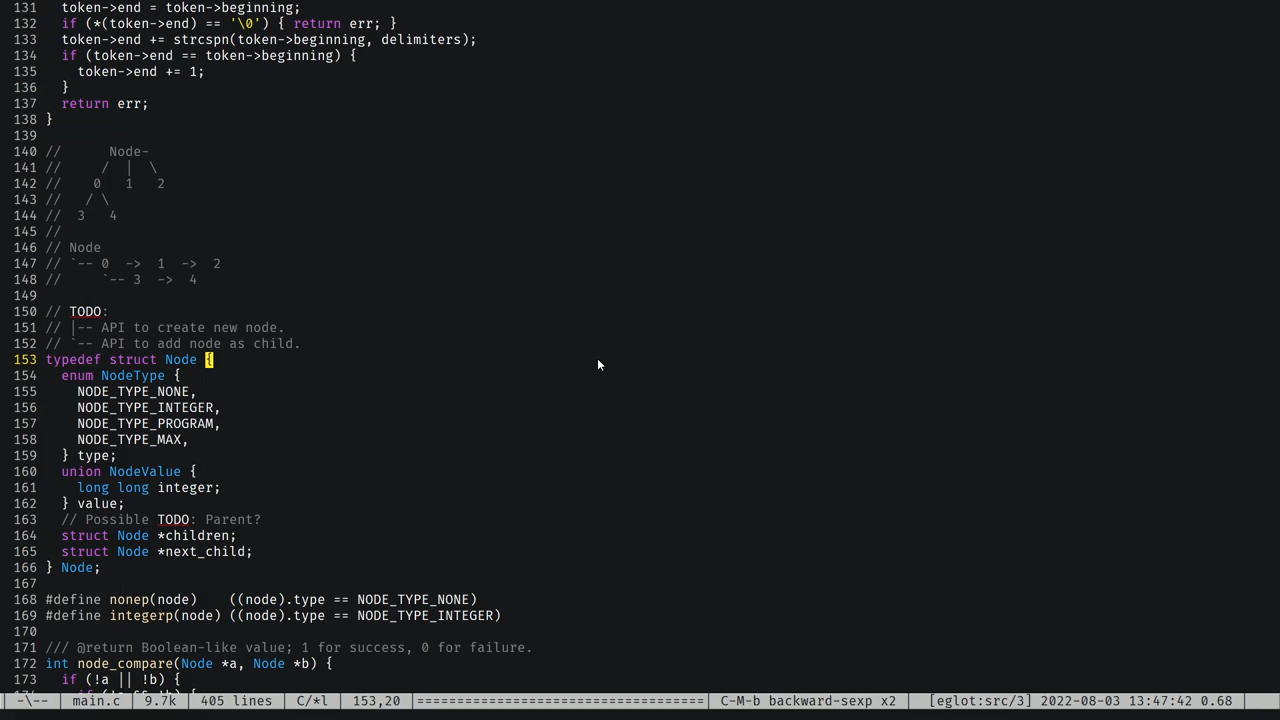 131   token->end = token->beginning;
132   if (*(token->end) == '\0') { return err; }
133   token->end += strcspn(token->beginning, delimiters);
134   if (token->end == token->beginning) {
135     token->end += 1;
136   }
137   return err;
138 }
139
140 //      Node-
141 //     /  |  \
142 //    0   1   2
143 //   / \
144 //  3   4
145 //
146 // Node
147 // `-- 0  ->  1  ->  2
148 //     `-- 3  ->  4
149
150 // TODO:
151 // |-- API to create new node.
152 // `-- API to add node as child.
153 typedef struct Node {
154   enum NodeType {
155     NODE_TYPE_NONE,
156     NODE_TYPE_INTEGER,
157     NODE_TYPE_PROGRAM,
158     NODE_TYPE_MAX,
159   } type;
160   union NodeValue {
161     long long integer;
162   } value;
163   // Possible TODO: Parent?
164   struct Node *children;
165   struct Node *next_child;
166 } Node;
167
168 #define nonep(node)    ((node).type == NODE_TYPE_NONE)
169 #define integerp(node) ((node).type == NODE_TYPE_INTEGER)
170
171 /// @return Boolean-like value; 1 for success, 0 for failure.
172 int node_compare(Node *a, Node *b) {
173   if (!a || !b) {
-\-- main.c 9.7k 405 lines C/*l 153,20 ==================================== C-M-b backward-sexp x2 [eglot:src/3] 2022-08-03 13:47:42 0.68